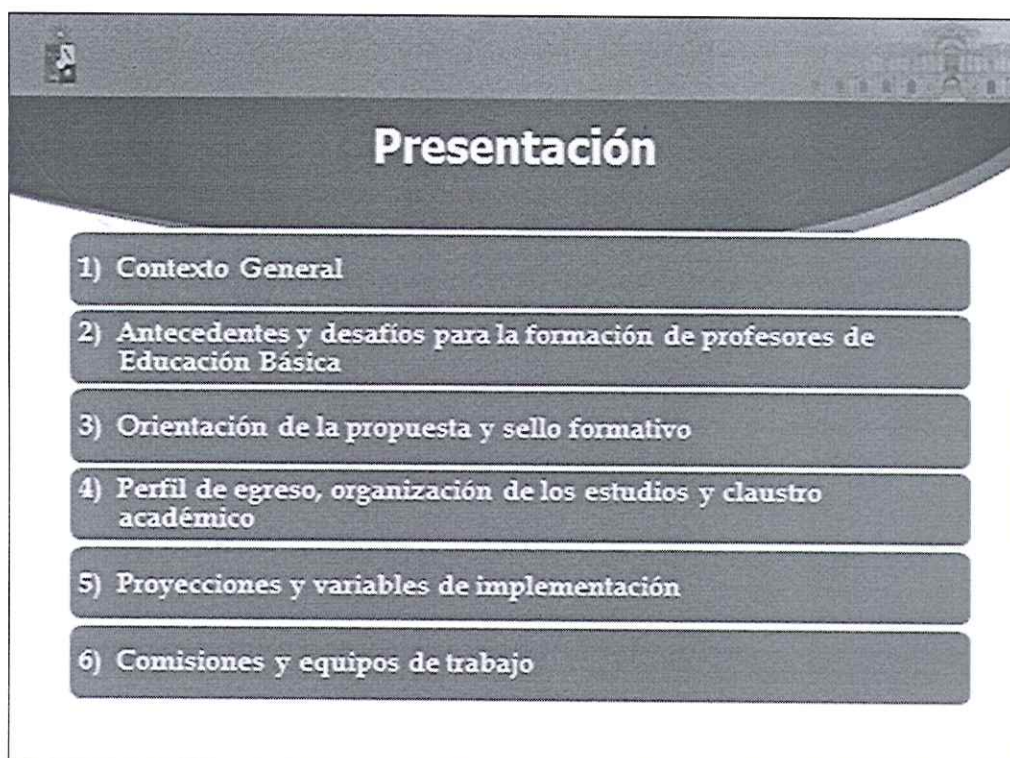 Presentación
1) Contexto General
2) Antecedentes y desafíos para la formación de profesores de
Educación Básica
3) Orientación de la propuesta y sello formativo
4) Perfil de egreso, organización de los estudios y claustro
académico
5) Proyecciones y variables de implementación
6) Comisiones y equipos de trabajo